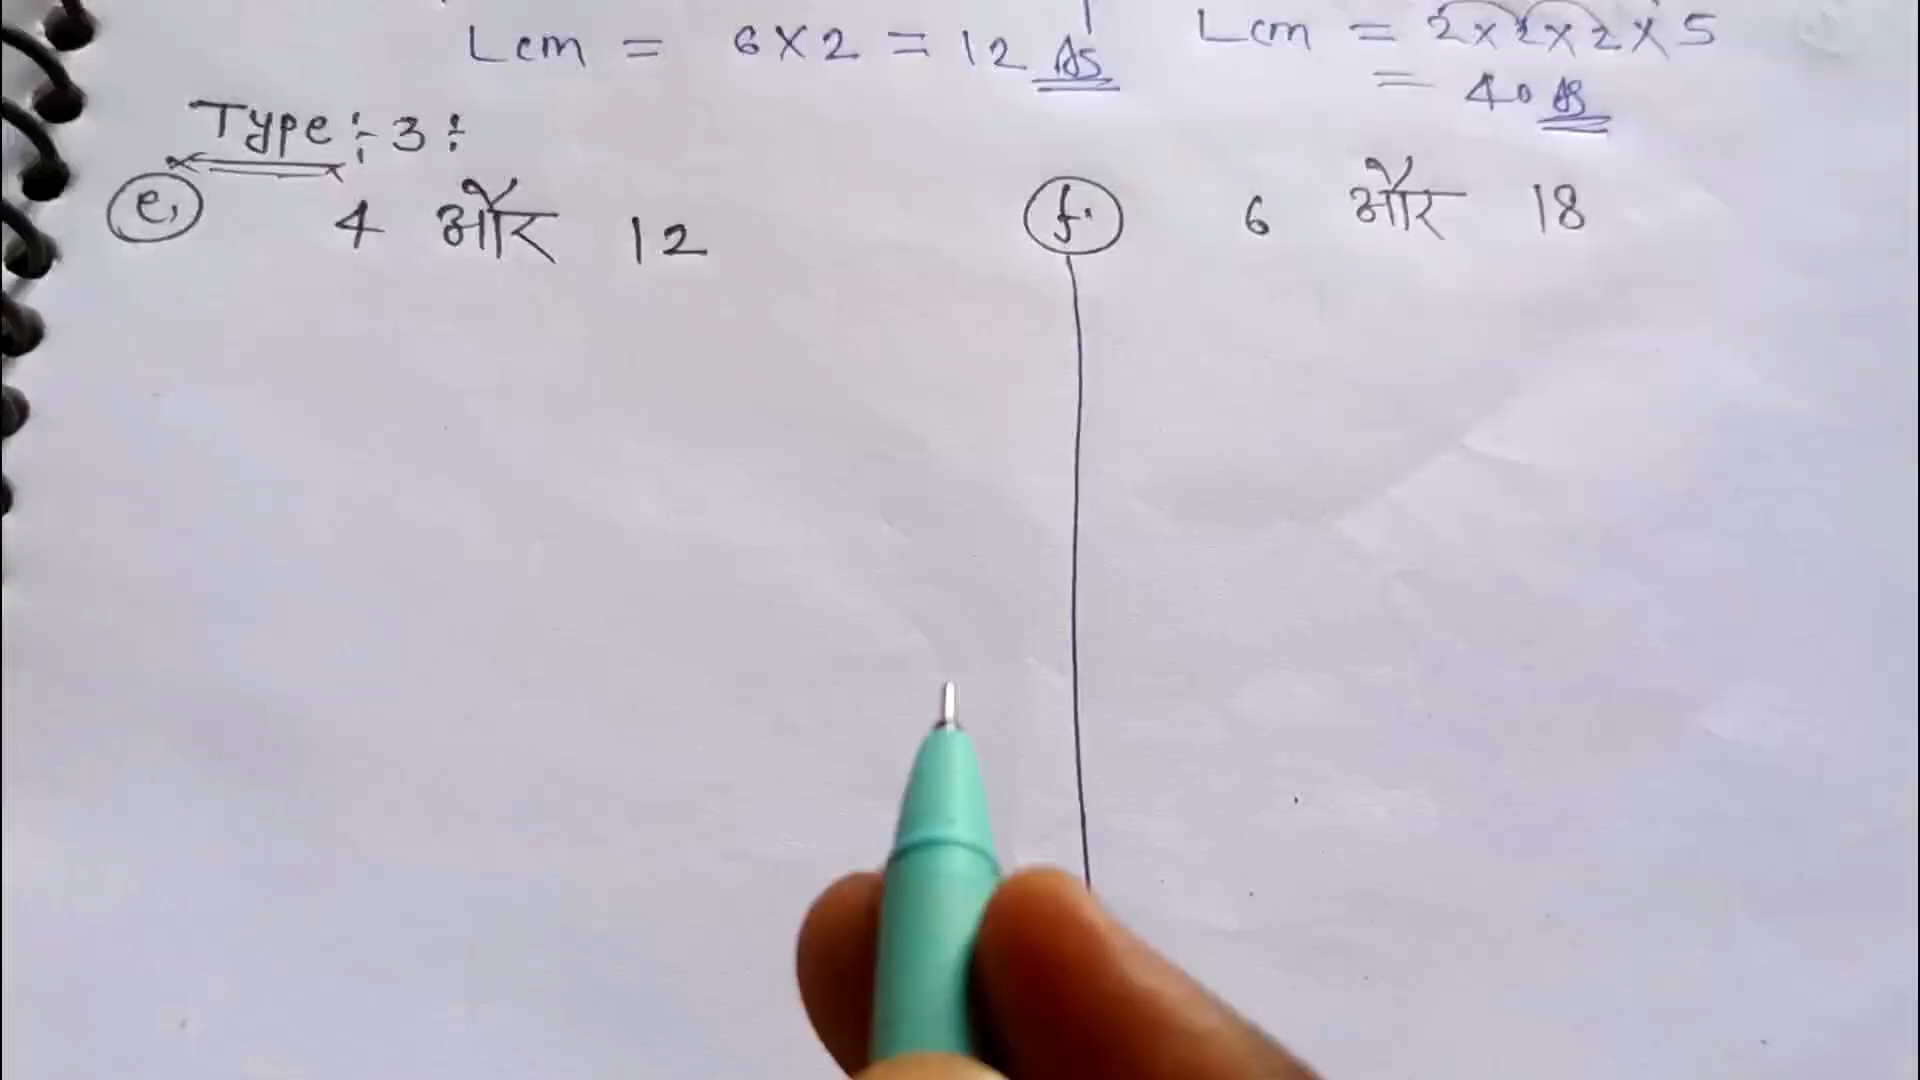 Lcm = 6 x 2 = 12 As
Lcm = 2 x 2 x 2 x 5
= 40 As
Type :- 3 :
e. 4 और 12
f. 6 और 18